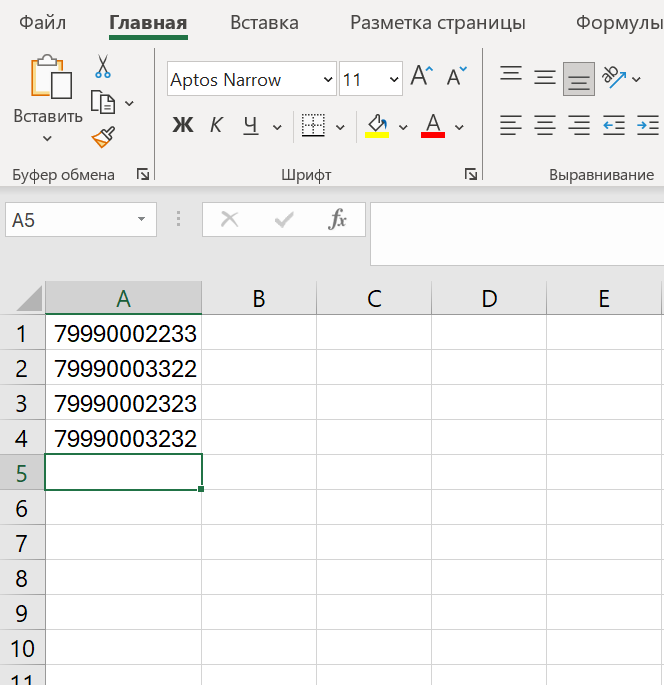 Файл Главная Вставка Разметка страницы Формулы
Вставить
Aptos Narrow 11 A A
Ж К Ч А
Буфер обмена Шрифт Выравнивание
A5 fx
A B C D E
1 79990002233
2 79990003322
3 79990002323
4 79990003232
5
6
7
8
9
10
11